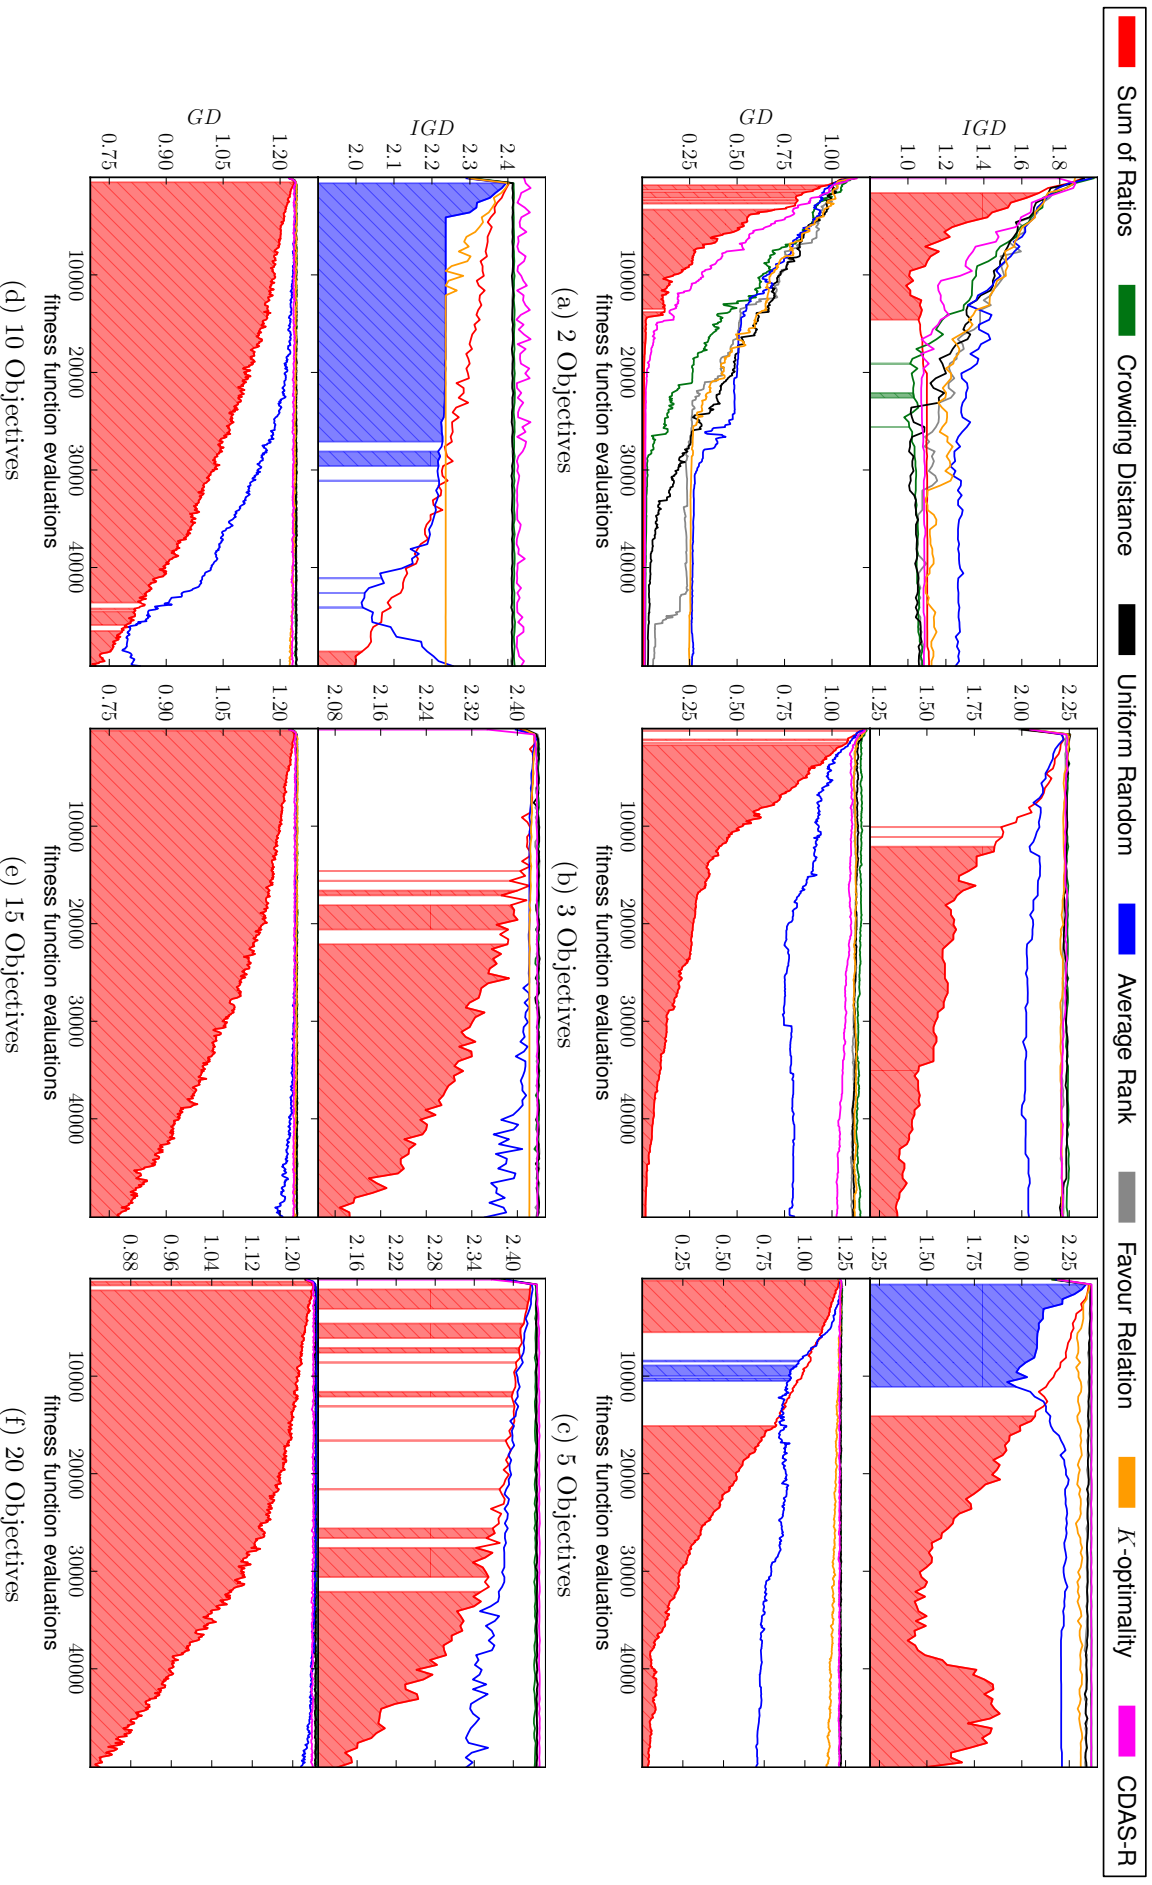 Sum of Ratios Crowding Distance Uniform Random Average Rank Favour Relation K-optimality CDAS-R
IGD
1.0 1.2 1.4 1.6 1.8
GD
0.25 0.50 0.75 1.00
10000 20000 30000 40000
fitness function evaluations
(a) 2 Objectives
1.25 1.50 1.75 2.00 2.25
0.25 0.50 0.75 1.00
10000 20000 30000 40000
fitness function evaluations
(b) 3 Objectives
1.25 1.50 1.75 2.00 2.25
0.25 0.50 0.75 1.00 1.25
10000 20000 30000 40000
fitness function evaluations
(c) 5 Objectives
IGD
2.0 2.1 2.2 2.3 2.4
GD
0.75 0.90 1.05 1.20
10000 20000 30000 40000
fitness function evaluations
(d) 10 Objectives
2.08 2.16 2.24 2.32 2.40
0.75 0.90 1.05 1.20
10000 20000 30000 40000
fitness function evaluations
(e) 15 Objectives
2.16 2.22 2.28 2.34 2.40
0.88 0.96 1.04 1.12 1.20
10000 20000 30000 40000
fitness function evaluations
(f) 20 Objectives